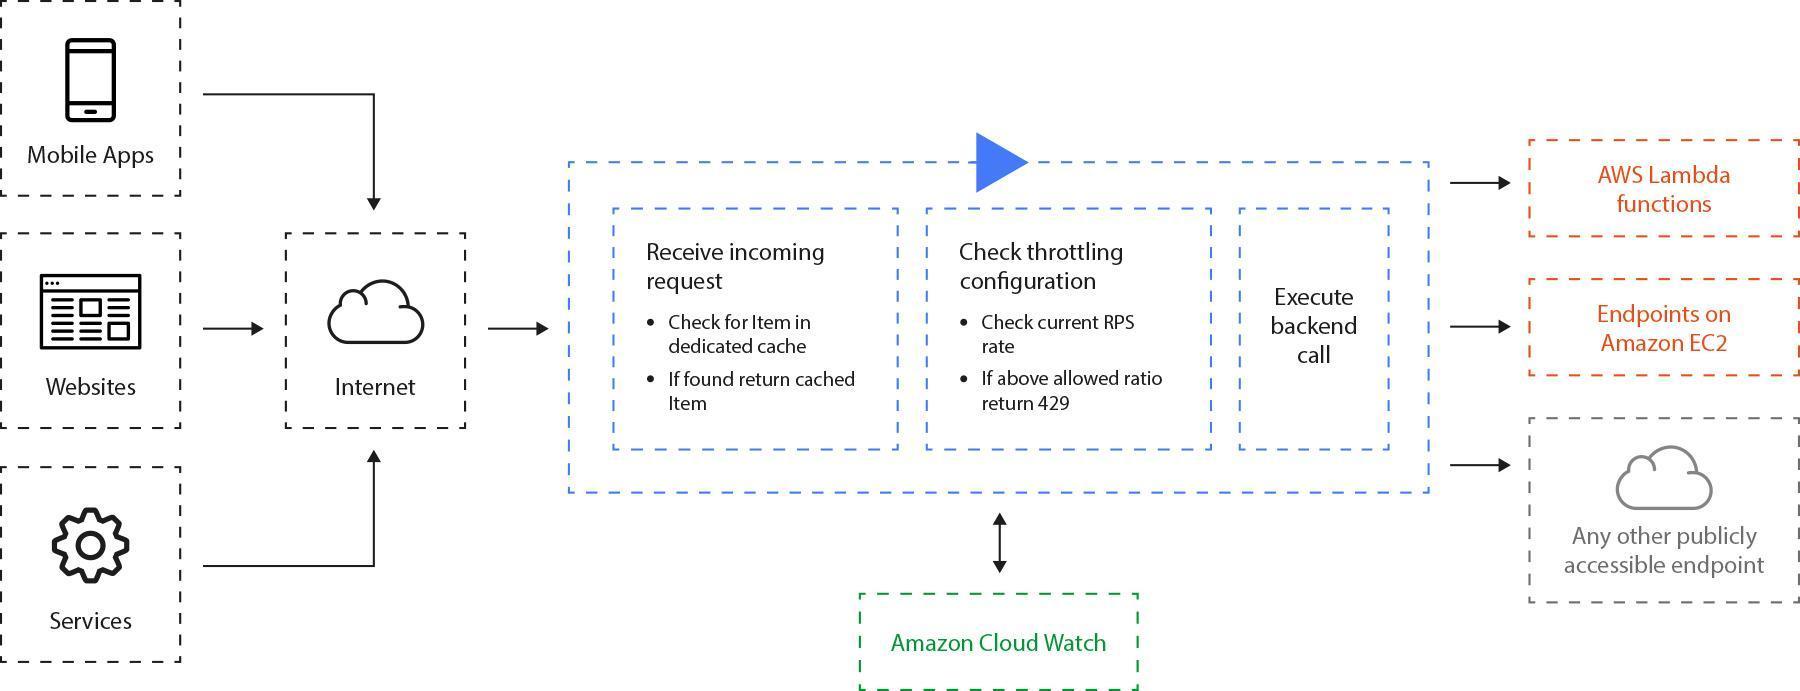 Mobile Apps
Websites
Services
Internet
Receive incoming
request
• Check for Item in
dedicated cache
• If found return cached
Item
Check throttling
configuration
• Check current RPS
rate
• If above allowed ratio
return 429
Execute
backend
call
Amazon Cloud Watch
AWS Lambda
functions
Endpoints on
Amazon EC2
Any other publicly
accessible endpoint